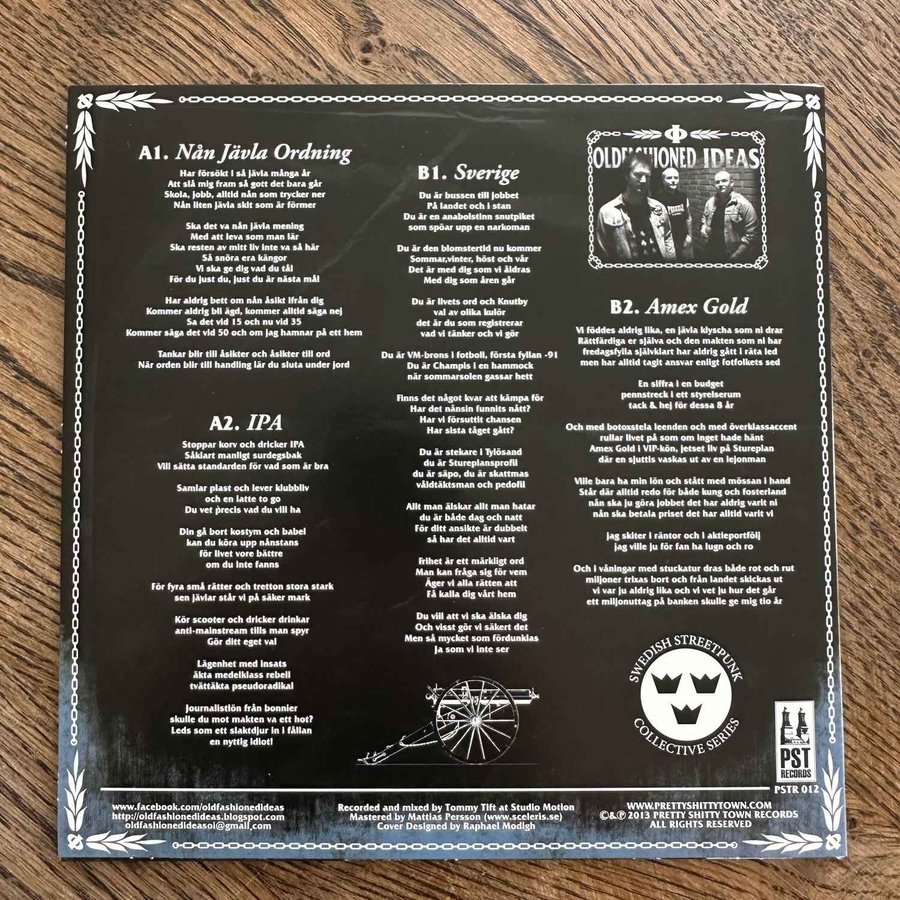 A1. Nån Jävla Ordning
Har försökt i så jävla många år
Att slå mig fram så gott det bara går
Skola, jobb, alltid nån som trycker ner
Nån liten jävla skit som är förmer
Ska det va nån jävla mening
Med att leva som man lär
Ska resten av mitt liv inte va så här
Så snöra era kängor
Vi ska ge dig vad du tål
För du just du, just du är nästa mål
Har aldrig bett om nån åsikt ifrån dig
Kommer aldrig bli ägd, kommer alltid säga nej
Sa det vid 15 och nu vid 35
Kommer säga det vid 50 och om jag hamnar på ett hem
Tankar blir till åsikter och åsikter till ord
När orden blir till handling lär du sluta under jord
A2. IPA
Stoppar korv och dricker IPA
Såklart manligt surdegsbak
Vill sätta standarden för vad som är bra
Samlar plast och lever klubbliv
och en latte to go
Du vet precis vad du vill ha
Din gå bort kostym och babel
kan du köra upp nånstans
för livet vore bättre
om du inte fanns
För fyra små rätter och tretton stora stark
sen jävlar står vi på säker mark
Kör scooter och dricker drinkar
anti-mainstream tills man spyr
Gör ditt eget val
Lägenhet med insats
åkta medelklass rebell
tvättäkta pseudoradikal
Journalistlön från bonnier
skulle du mot makten va ett hot?
Leds som ett slaktdjur in i fållan
en nyttig idiot!
B1. Sverige
Du är bussen till jobbet
På landet och i stan
Du är en anabolstinn snutpiket
som spöar upp en narkoman
Du är den blomstertid nu kommer
Sommar,vinter, höst och vår
Det är med dig som vi åldras
Med dig som åren går
Du är livets ord och Knutby
val av olika kulör
det är du som registrerar
vad vi tänker och vi gör
Du är VM-brons i fotboll, första fyllan -91
Du är Champis i en hammock
när sommarsolen gassar hett
Finns det något kvar att kämpa för
Har det nånsin funnits nått?
Har vi försuttit chansen
Har sista tåget gått?
Du är stekare i Tylösand
du är Stureplansprofil
du är säpo, du är skattmas
våldtäktsman och pedofil
Allt man älskar allt man hatar
du är både dag och natt
För ditt ansikte är dubbelt
så har det alltid vart
Frihet är ett märkligt ord
Man kan fråga sig för vem
Äger vi alla rätten att
Få kalla dig vårt hem
Du vill att vi ska älska dig
Och visst gör vi säkert det
Men så mycket som fördunklas
Ja som vi inte ser
OLDFASHIONED IDEAS
B2. Amex Gold
Vi föddes aldrig lika, en jävla klyscha som ni drar
Rättfärdiga er själva och den makten som ni har
fredagsfylla självklart har aldrig gått i räta led
men har alltid tagit ansvar enligt fotfolkets sed
En siffra i en budget
pennstreck i ett styrelserum
tack & hej för dessa 8 år
Och med botoxstela leenden och med överklassaccent
rullar livet på som om inget hade hänt
Amex Gold i VIP-kön, jetset liv på Stureplan
där en sjuttis vaskas ut av en lejonman
Ville bara ha min lön och stått med mössan i hand
Står där alltid redo för både kung och fosterland
nån ska ju göra jobbet det har aldrig varit ni
nån ska betala priset det har alltid varit vi
jag skiter i räntor och i aktieportfölj
jag ville ju för fan ha lugn och ro
Och i våningar med stuckatur dras både rot och rut
miljoner trixas bort och från landet skickas ut
vi var ju aldrig lika och vi vet ju hur det går
ett miljonuttag på banken skulle ge mig tio år
SWEDISH STREETPUNK
COLLECTIVE SERIES
PST
RECORDS
PSTR 012
www.facebook.com/oldfashionedideas
http://oldfashionedideas.blogspot.com
oldfashionedideasoi@gmail.com
Recorded and mixed by Tommy Tift at Studio Motion
Mastered by Mattias Persson (www.sceleris.se)
Cover Designed by Raphael Modigh
WWW.PRETTYSHITTYTOWN.COM
©&℗ 2013 PRETTY SHITTY TOWN RECORDS
ALL RIGHTS RESERVED